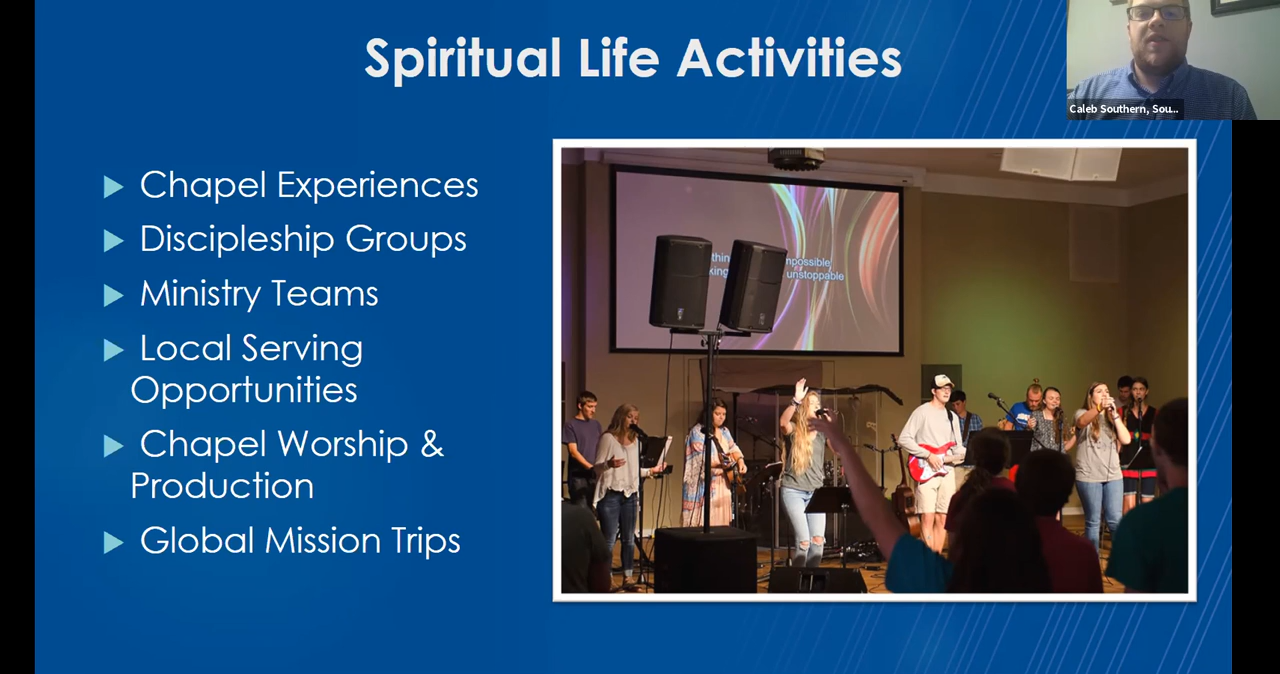 Spiritual Life Activities
Caleb Southern, Sou...
Chapel Experiences
Discipleship Groups
Ministry Teams
Local Serving
Opportunities
Chapel Worship &
Production
Global Mission Trips
unstoppable